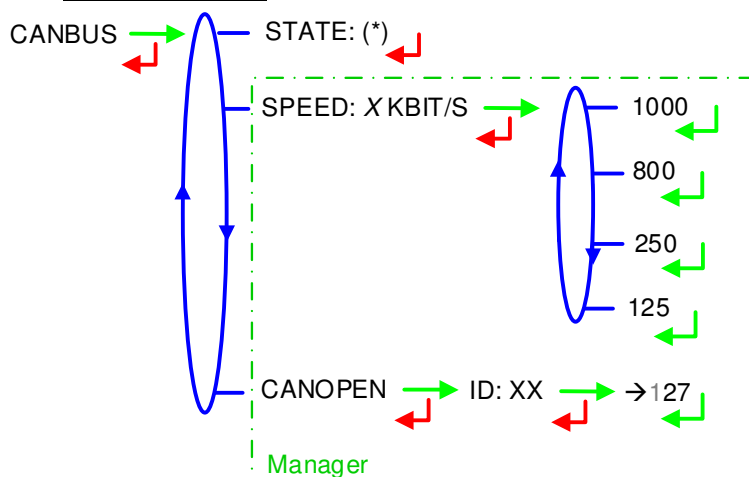 CANBUS STATE: (*)
SPEED: X KBIT/S 1000
800
250
125
CANOPEN ID: XX →127
Manager